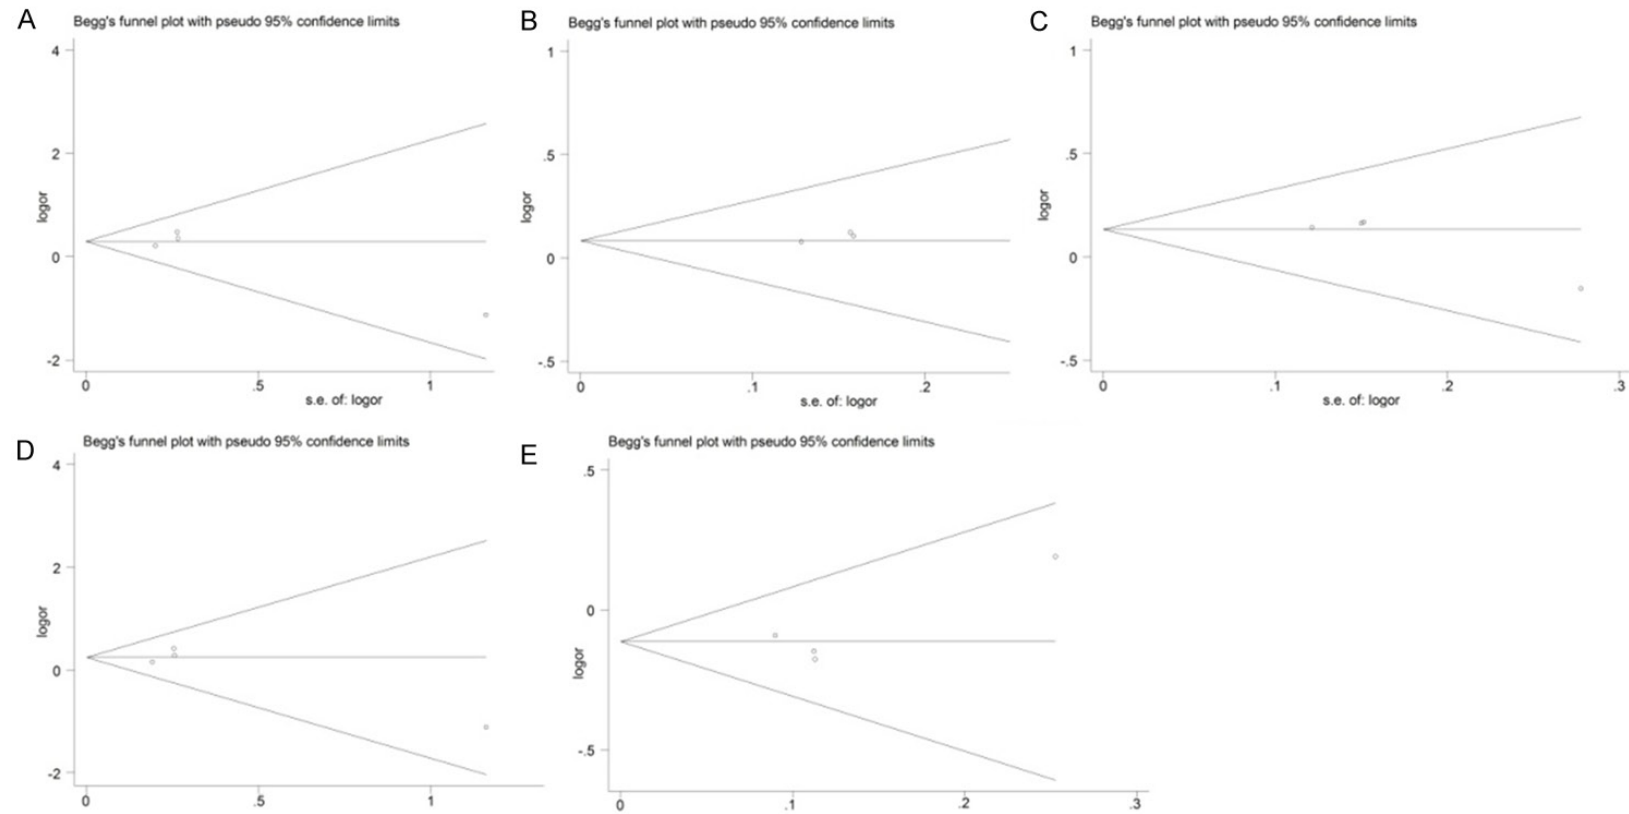 A
Begg's funnel plot with pseudo 95% confidence limits
4
2
0
-2
logor
0
.5
1
s.e. of: logor
B
Begg's funnel plot with pseudo 95% confidence limits
1
.5
0
-.5
logor
0
.1
.2
s.e. of: logor
C
Begg's funnel plot with pseudo 95% confidence limits
1
.5
0
-.5
logor
0
.1
.2
.3
s.e. of: logor
D
Begg's funnel plot with pseudo 95% confidence limits
4
2
0
-2
logor
0
.5
1
E
Begg's funnel plot with pseudo 95% confidence limits
.5
0
-.5
logor
0
.1
.2
.3